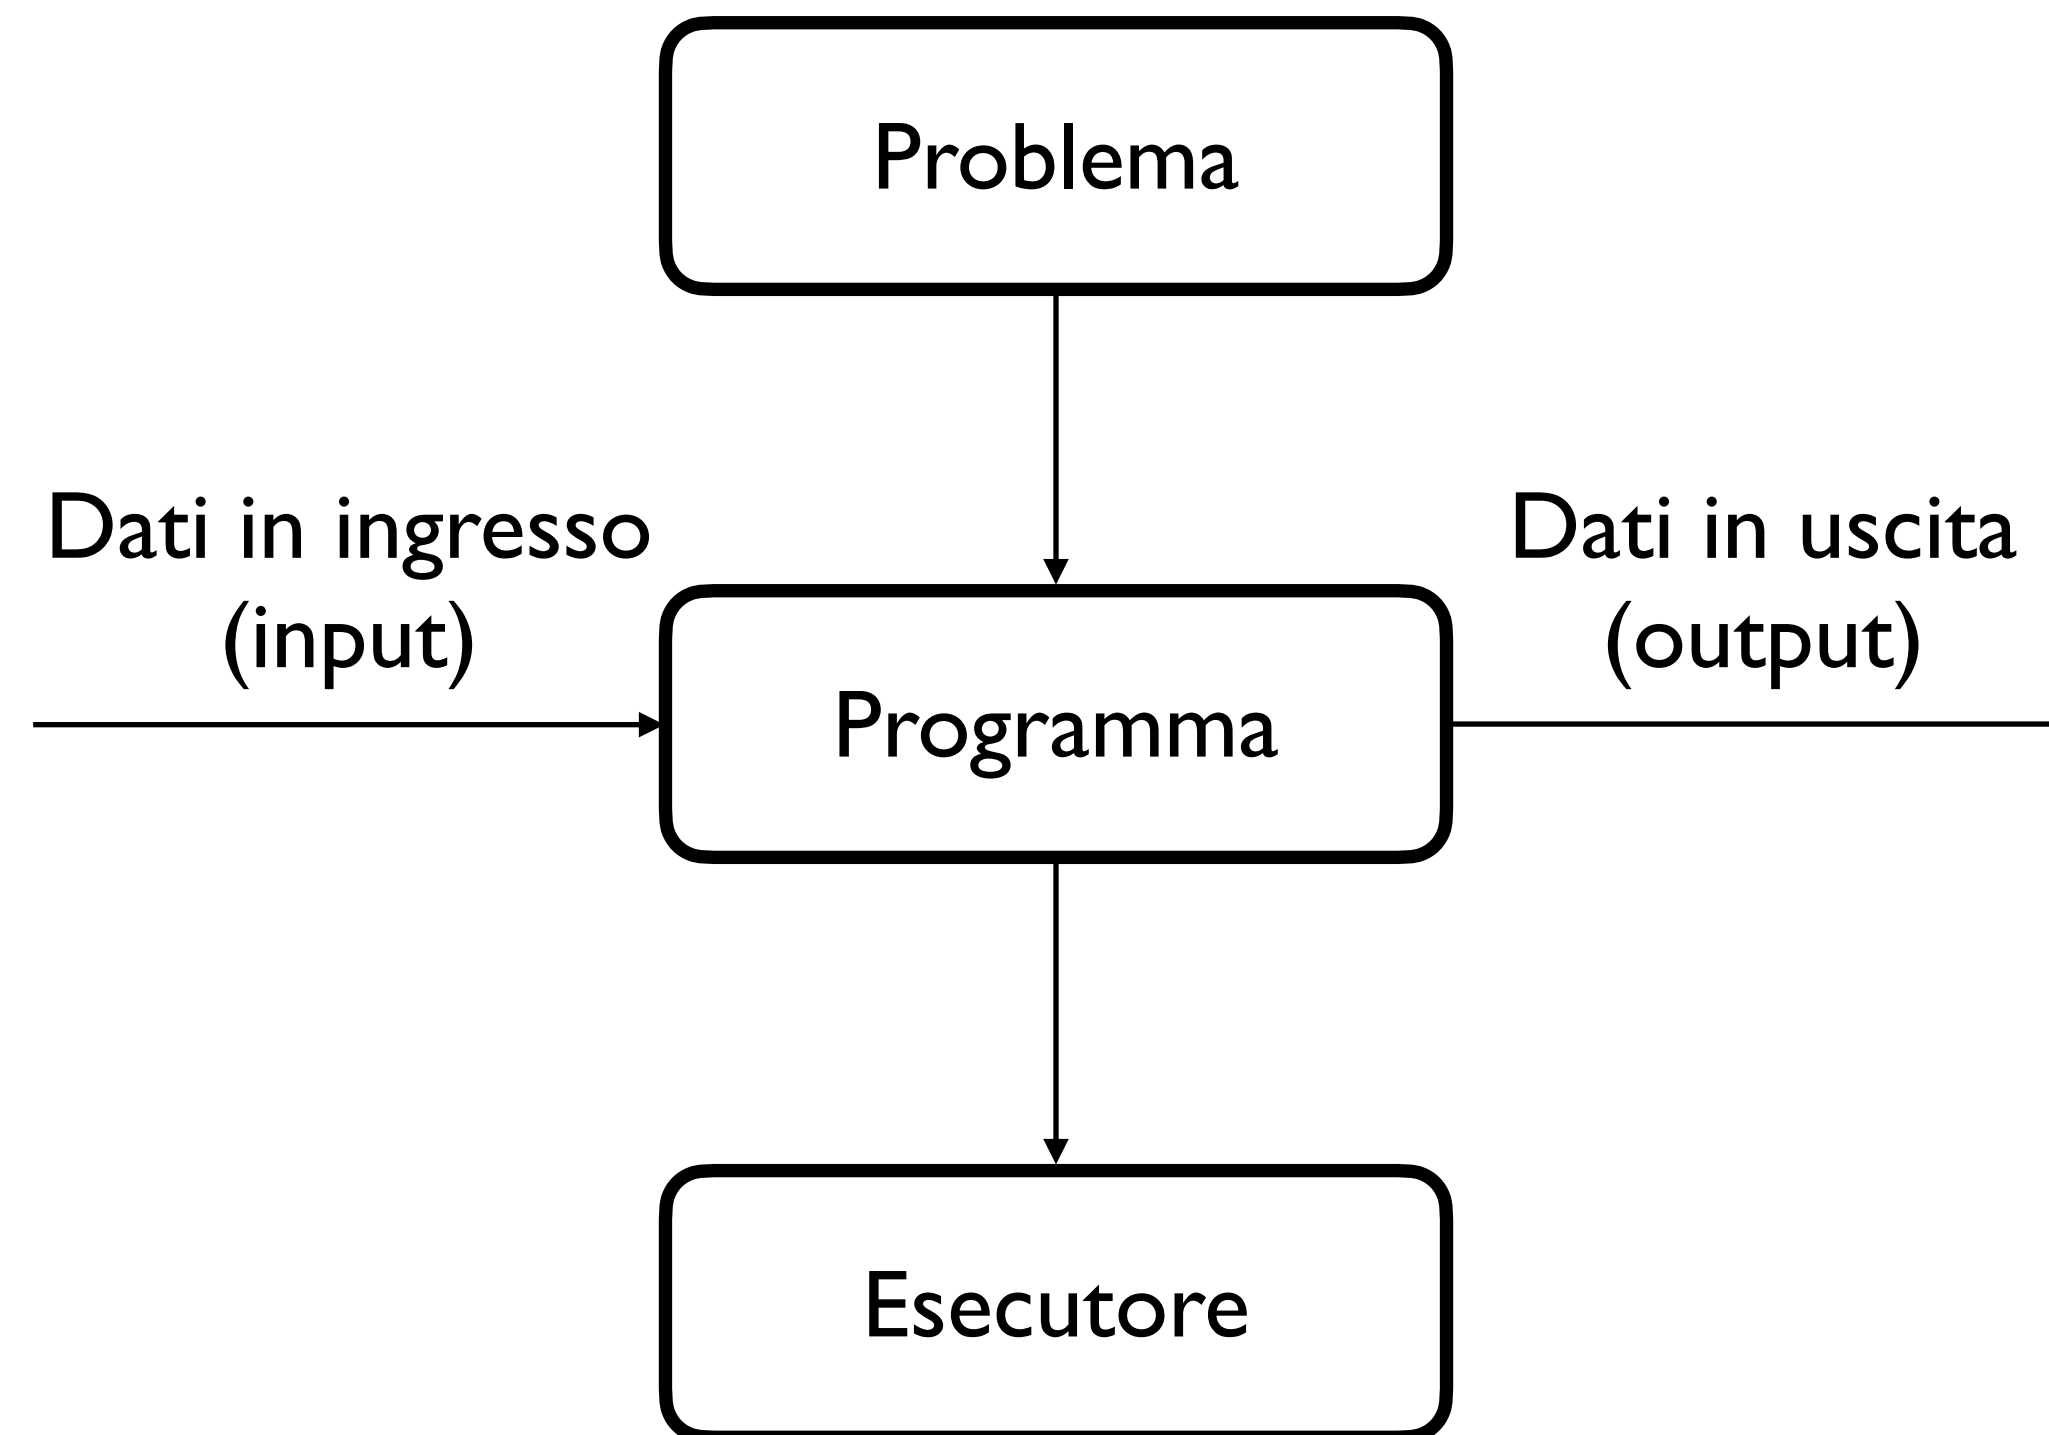 Problema
Dati in ingresso
(input)
Dati in uscita
(output)
Programma
Esecutore